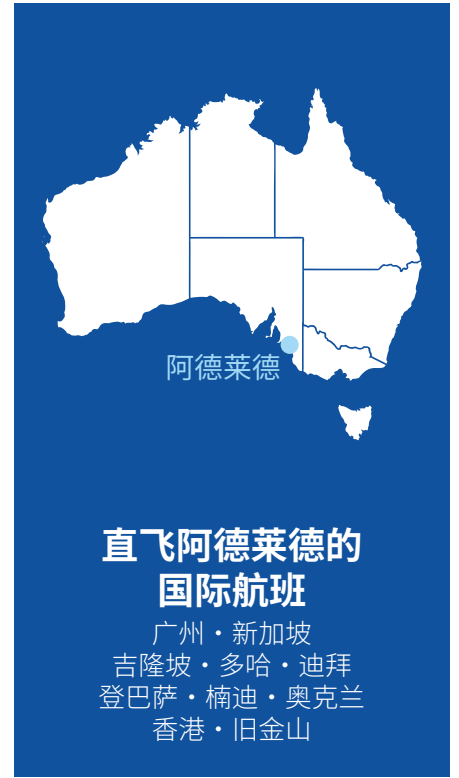 阿德莱德
直飞阿德莱德的
国际航班
广州・新加坡
吉隆坡・多哈・迪拜
登巴萨・楠迪・奥克兰
香港・旧金山